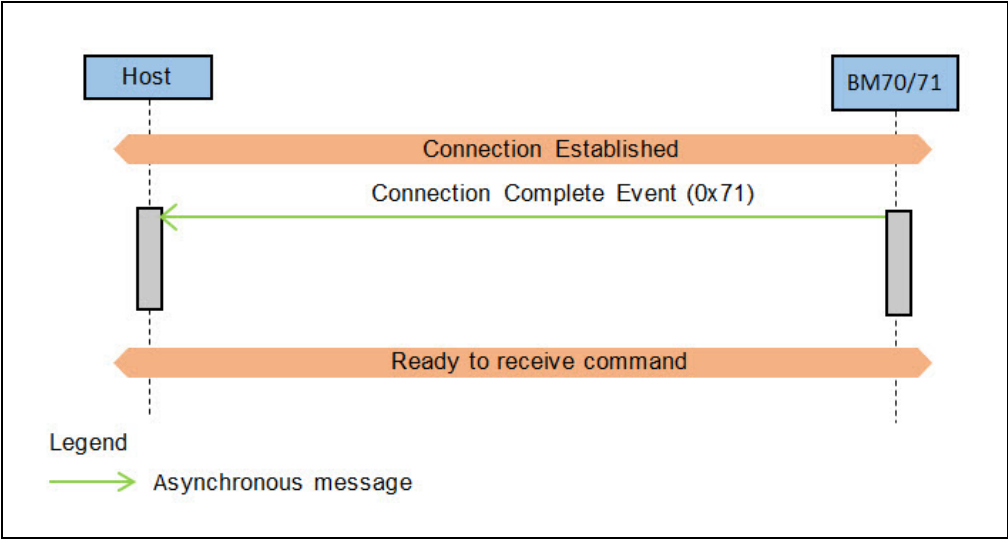 Host
BM70/71
Connection Established
Connection Complete Event (0x71)
Ready to receive command
Legend
Asynchronous message